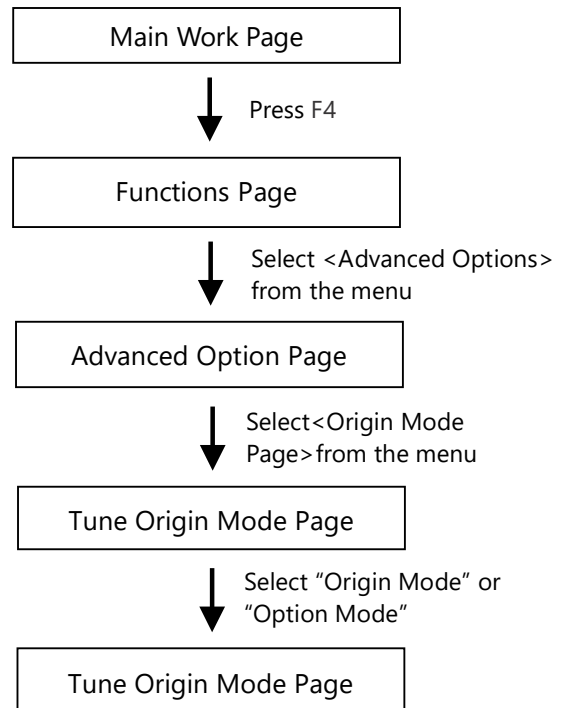 Main Work Page
Press F4
Functions Page
Select <Advanced Options>
from the menu
Advanced Option Page
Select<Origin Mode
Page>from the menu
Tune Origin Mode Page
Select “Origin Mode” or
“Option Mode”
Tune Origin Mode Page